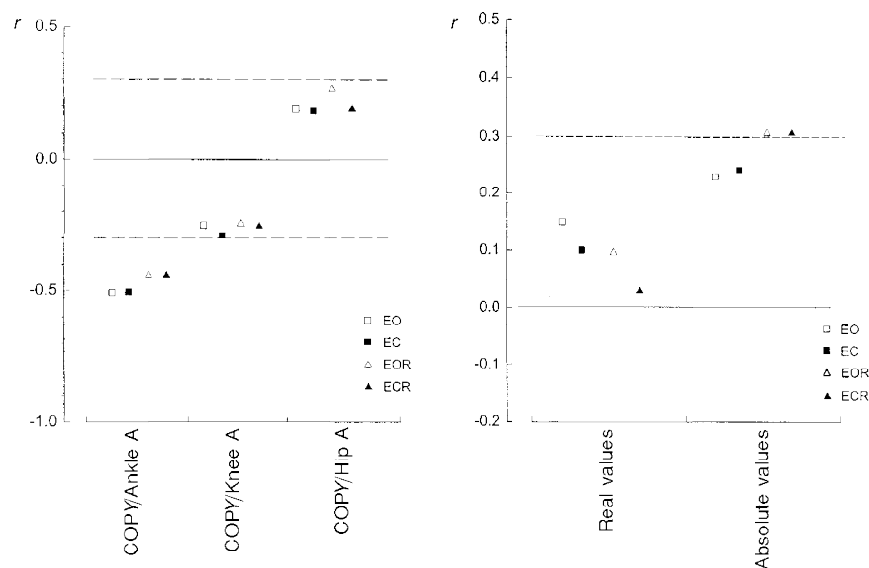 r
0.5
0.0
-0.5
-1.0
EO
EC
EOR
ECR
COPY/Ankle A
COPY/Knee A
COPY/Hip A
r
0.5
0.4
0.3
0.2
0.1
0.0
-0.1
-0.2
EO
EC
EOR
ECR
Real values
Absolute values